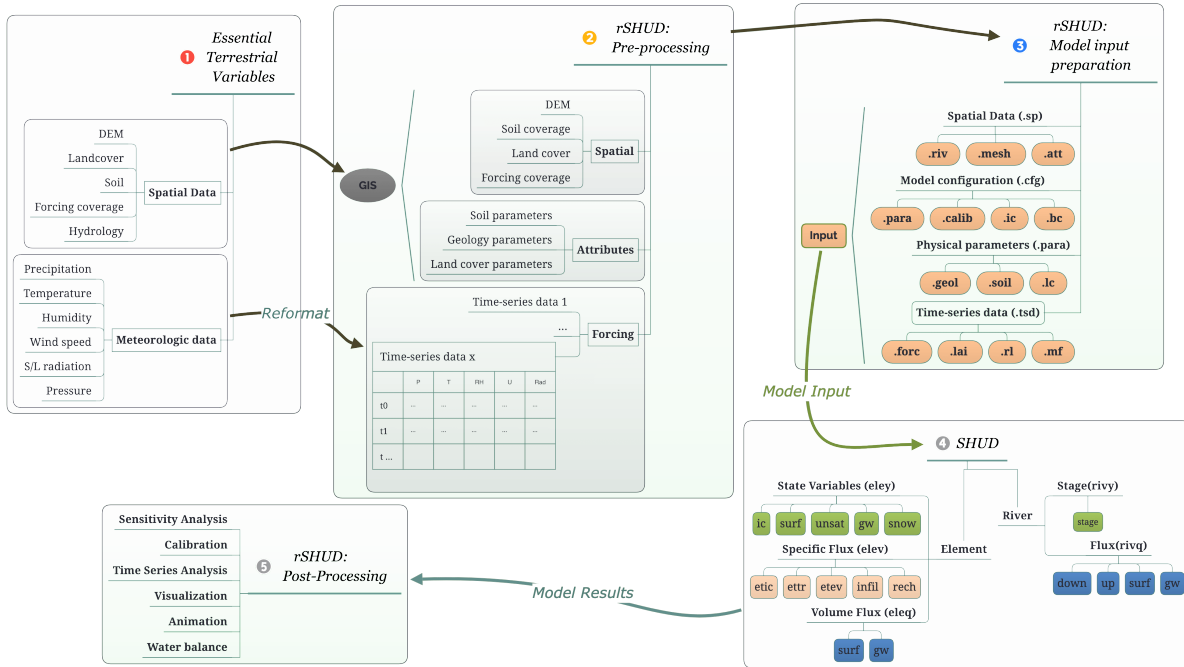 ❶ Essential
Terrestrial
Variables
DEM
Landcover
Soil
Forcing coverage
Hydrology
Spatial Data
Precipitation
Temperature
Humidity
Wind speed
S/L radiation
Pressure
Meteorologic data
Reformat
❷ rSHUD:
Pre-processing
GIS
DEM
Soil coverage
Land cover
Forcing coverage
Spatial
Soil parameters
Geology parameters
Land cover parameters
Attributes
Time-series data 1
...
Forcing
Time-series data x
P T RH U Rad
t0 ... ... ... ... ...
t1 ... ... ... ... ...
t ...
❸ rSHUD:
Model input
preparation
Input
Spatial Data (.sp)
.riv .mesh .att
Model configuration (.cfg)
.para .calib .ic .bc
Physical parameters (.para)
.geol .soil .lc
Time-series data (.tsd)
.forc .lai .rl .mf
Model Input
❹ SHUD
State Variables (eley)
ic surf unsat gw snow
Specific Flux (elev)
etic ettr etev infil rech
Volume Flux (eleq)
surf gw
Element
River
Stage(rivy)
stage
Flux(rivq)
down up surf gw
Model Results
❺ rSHUD:
Post-Processing
Sensitivity Analysis
Calibration
Time Series Analysis
Visualization
Animation
Water balance